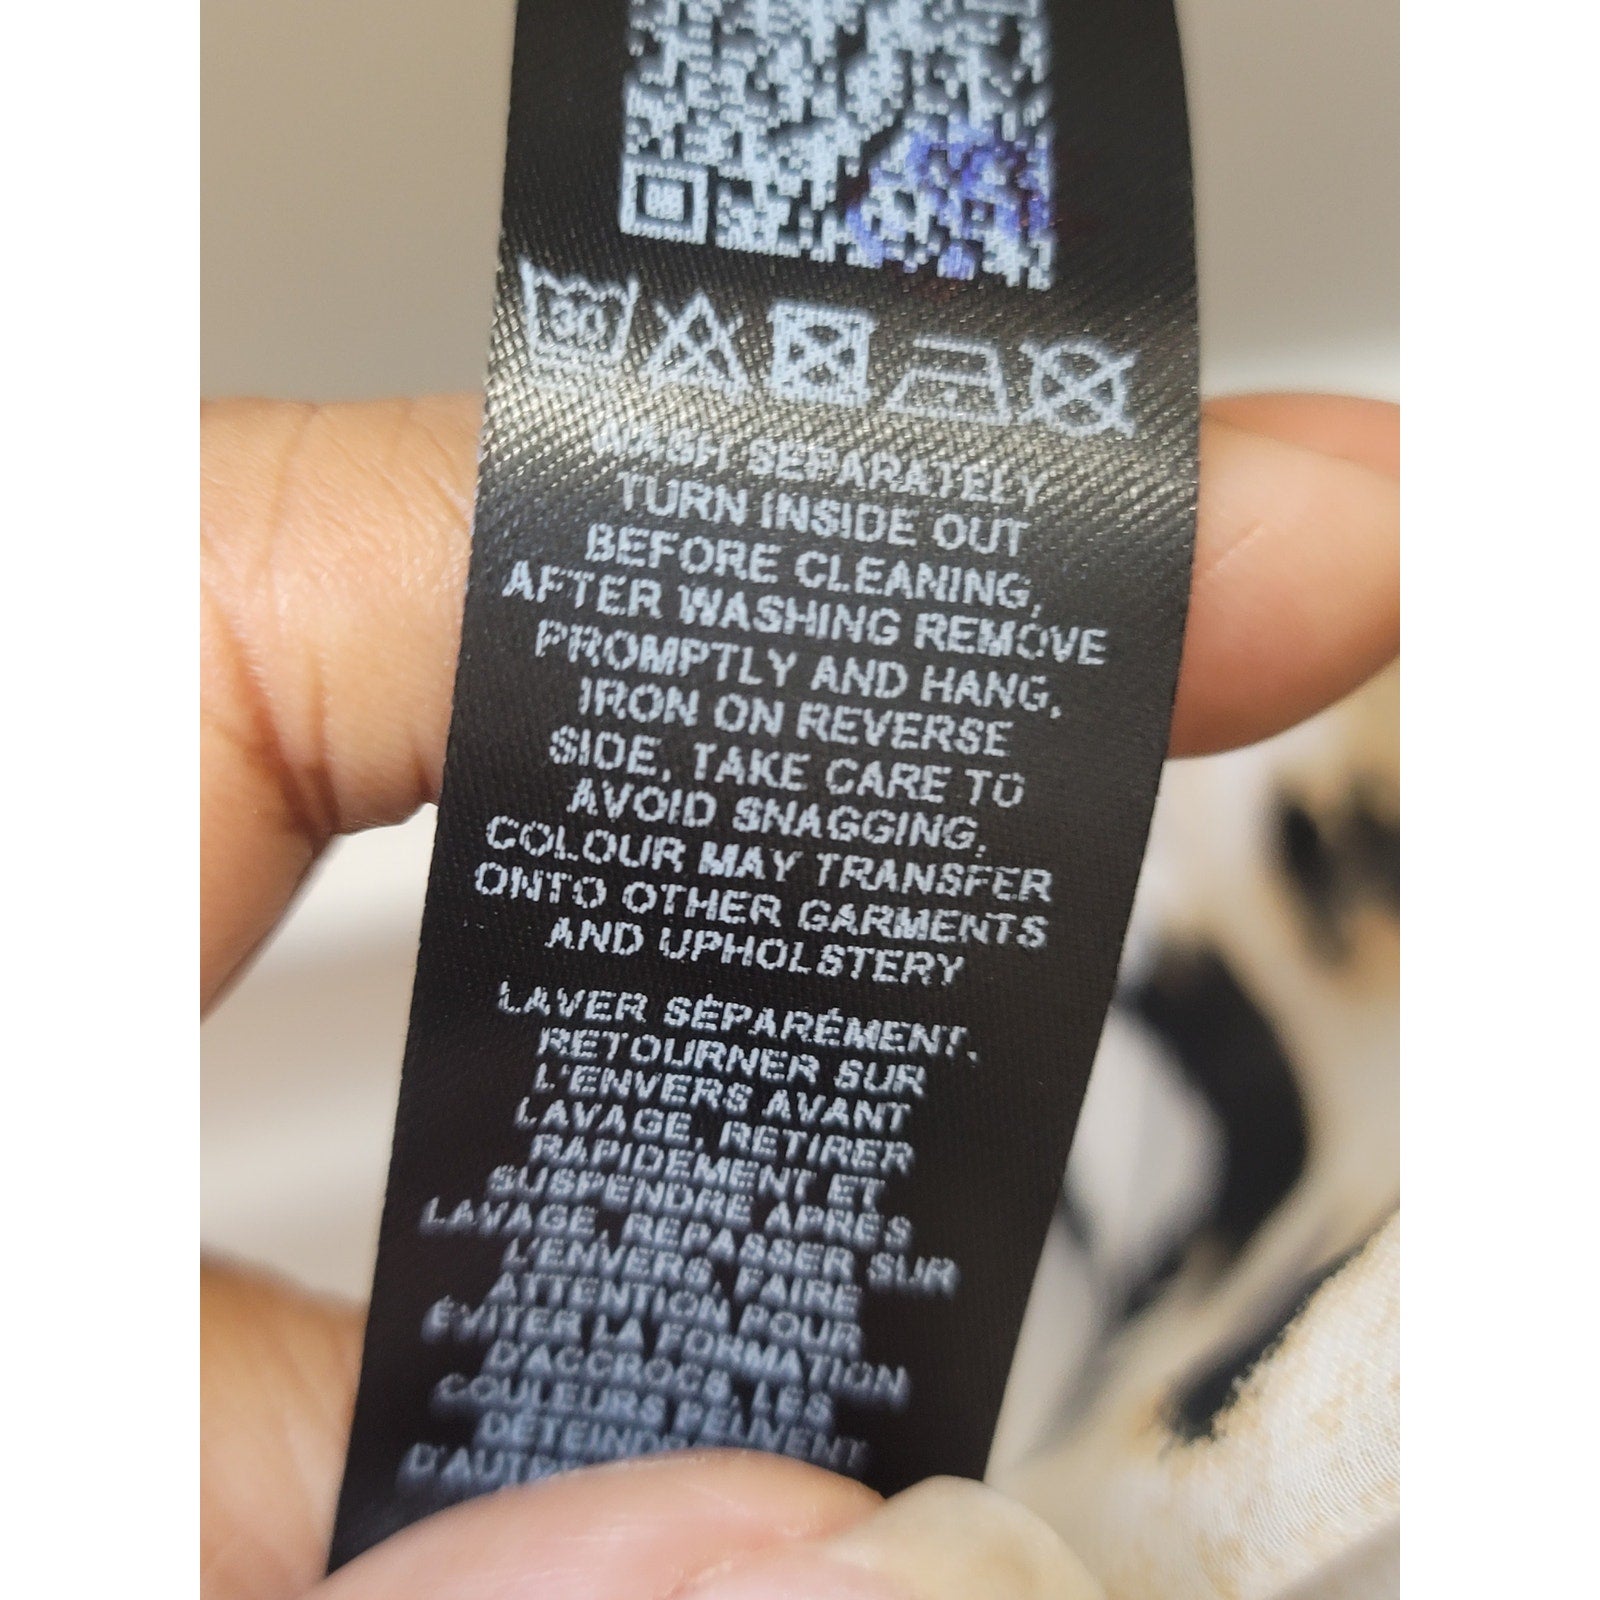 30
WASH SEPARATELY
TURN INSIDE OUT
BEFORE CLEANING,
AFTER WASHING REMOVE
PROMPTLY AND HANG,
IRON ON REVERSE
SIDE, TAKE CARE TO
AVOID SNAGGING,
COLOUR MAY TRANSFER
ONTO OTHER GARMENTS
AND UPHOLSTERY
LAVER SÉPARÉMENT,
RETOURNER SUR
L'ENVERS AVANT
LAVAGE, RETIRER
RAPIDEMENT ET
SUSPENDRE APRÈS
LAVAGE, REPASSER SUR
L'ENVERS, FAIRE
ATTENTION POUR
ÉVITER LA FORMATION
D'ACCROCS, LES
COULEURS PEUVENT